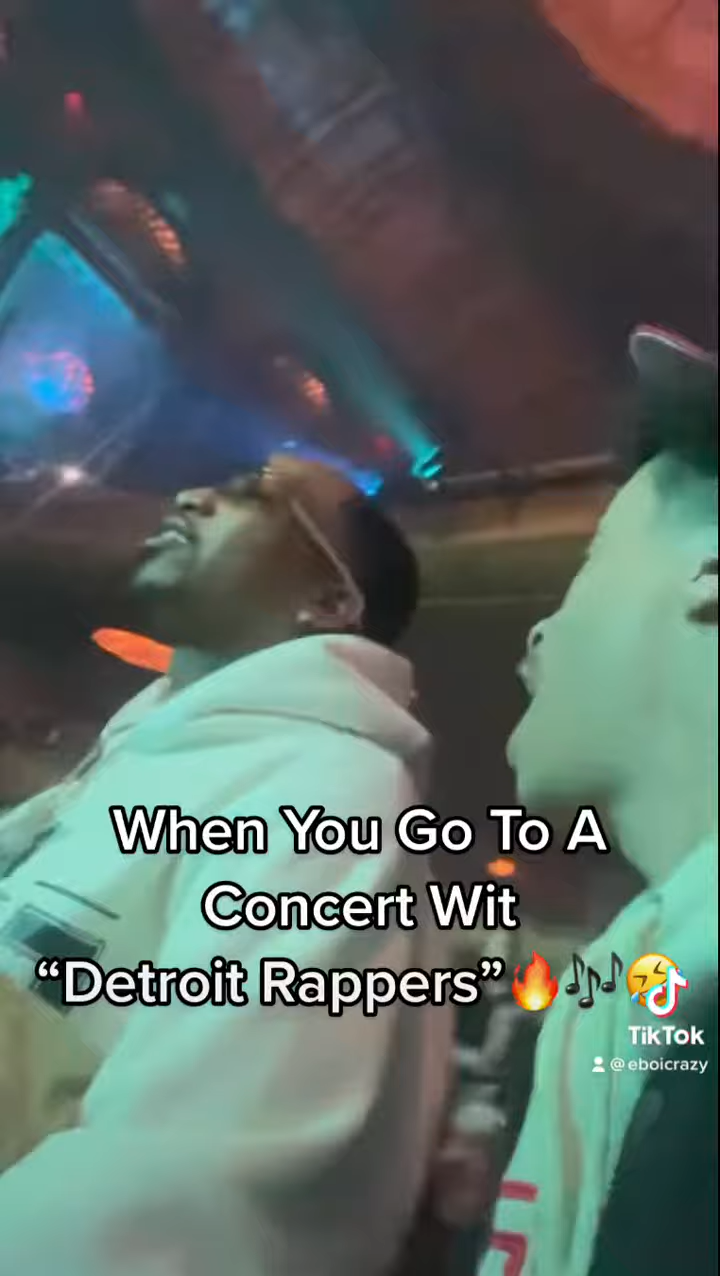 When You Go To A
Concert Wit
“Detroit Rappers”🔥🎶🤣
TikTok
@eboicrazy